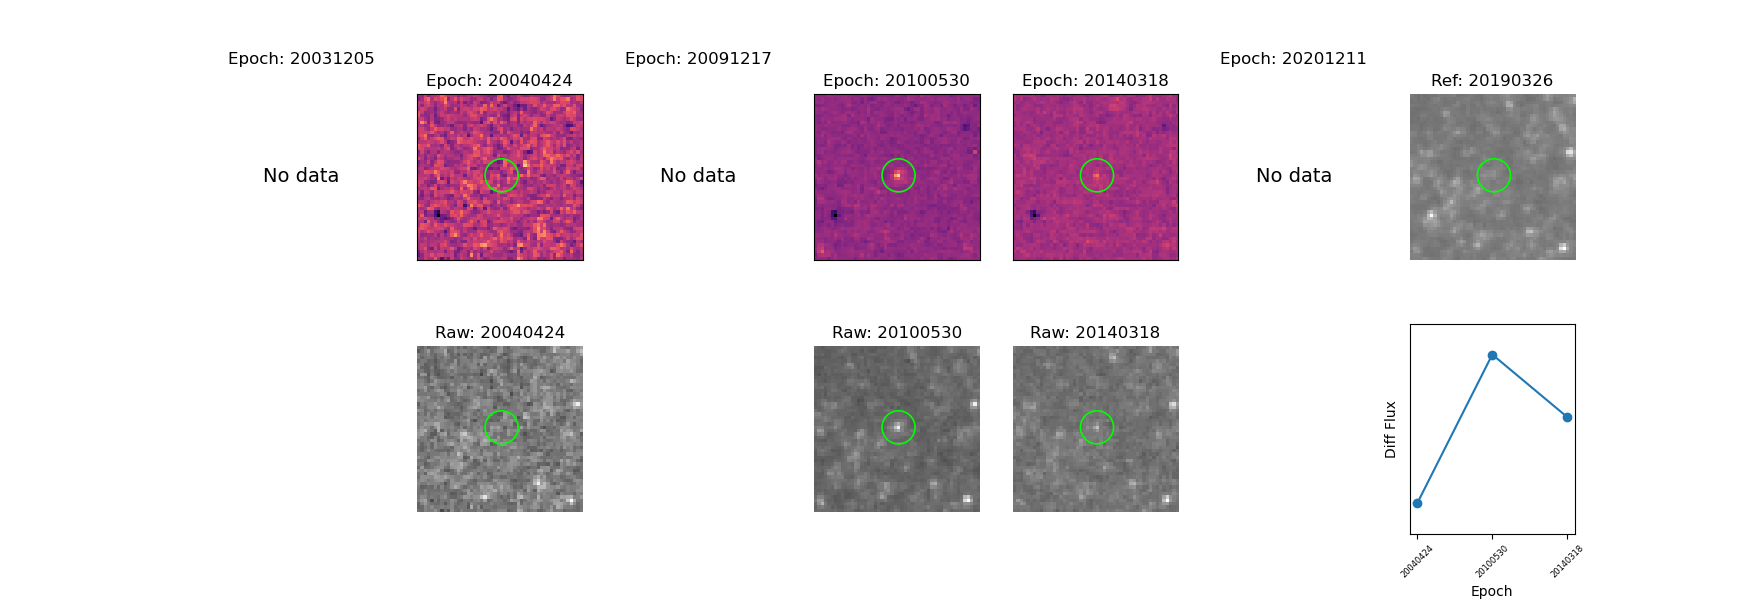 Epoch: 20031205
Epoch: 20091217
Epoch: 20201211
Epoch: 20040424
Epoch: 20100530
Epoch: 20140318
Ref: 20190326
No data
No data
No data
Raw: 20040424
Raw: 20100530
Raw: 20140318
Diff Flux
20040424
20100530
20140318
Epoch